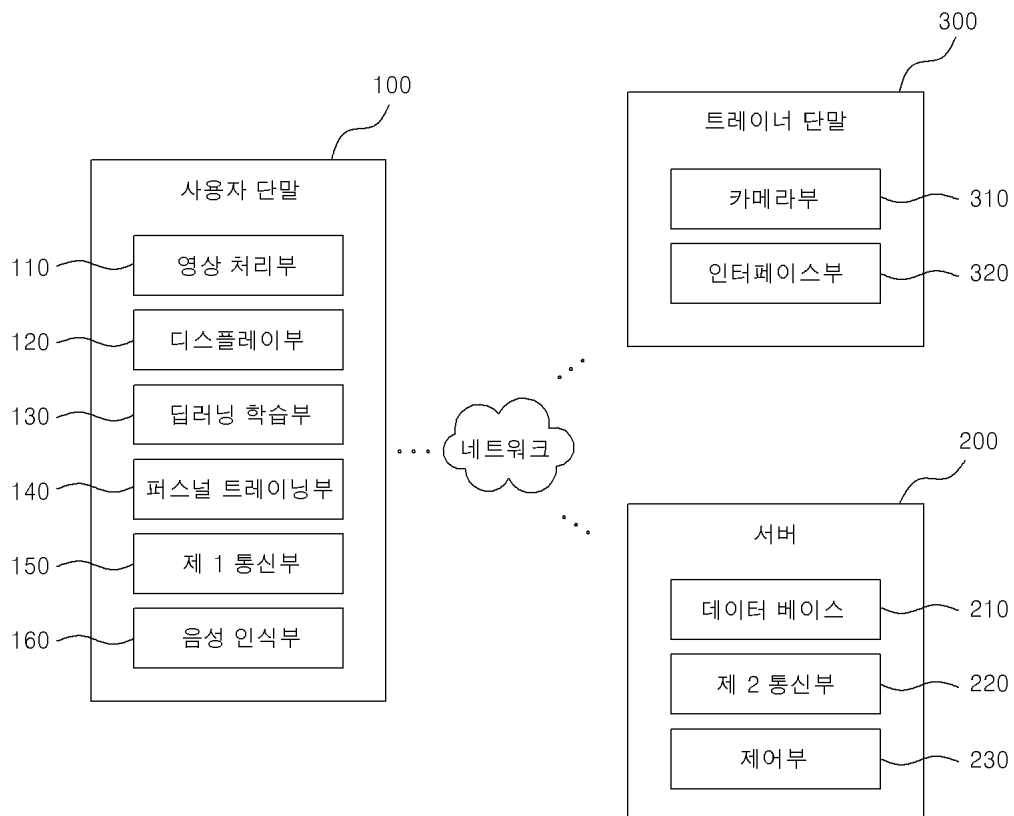 100
사용자 단말
110
영상 처리부
120
디스플레이부
130
딥러닝 학습부
140
퍼스널 트레이닝부
150
제 1 통신부
160
음성 인식부
네트워크
300
트레이너 단말
카메라부
310
인터페이스부
320
200
서버
데이터 베이스
210
제 2 통신부
220
제어부
230